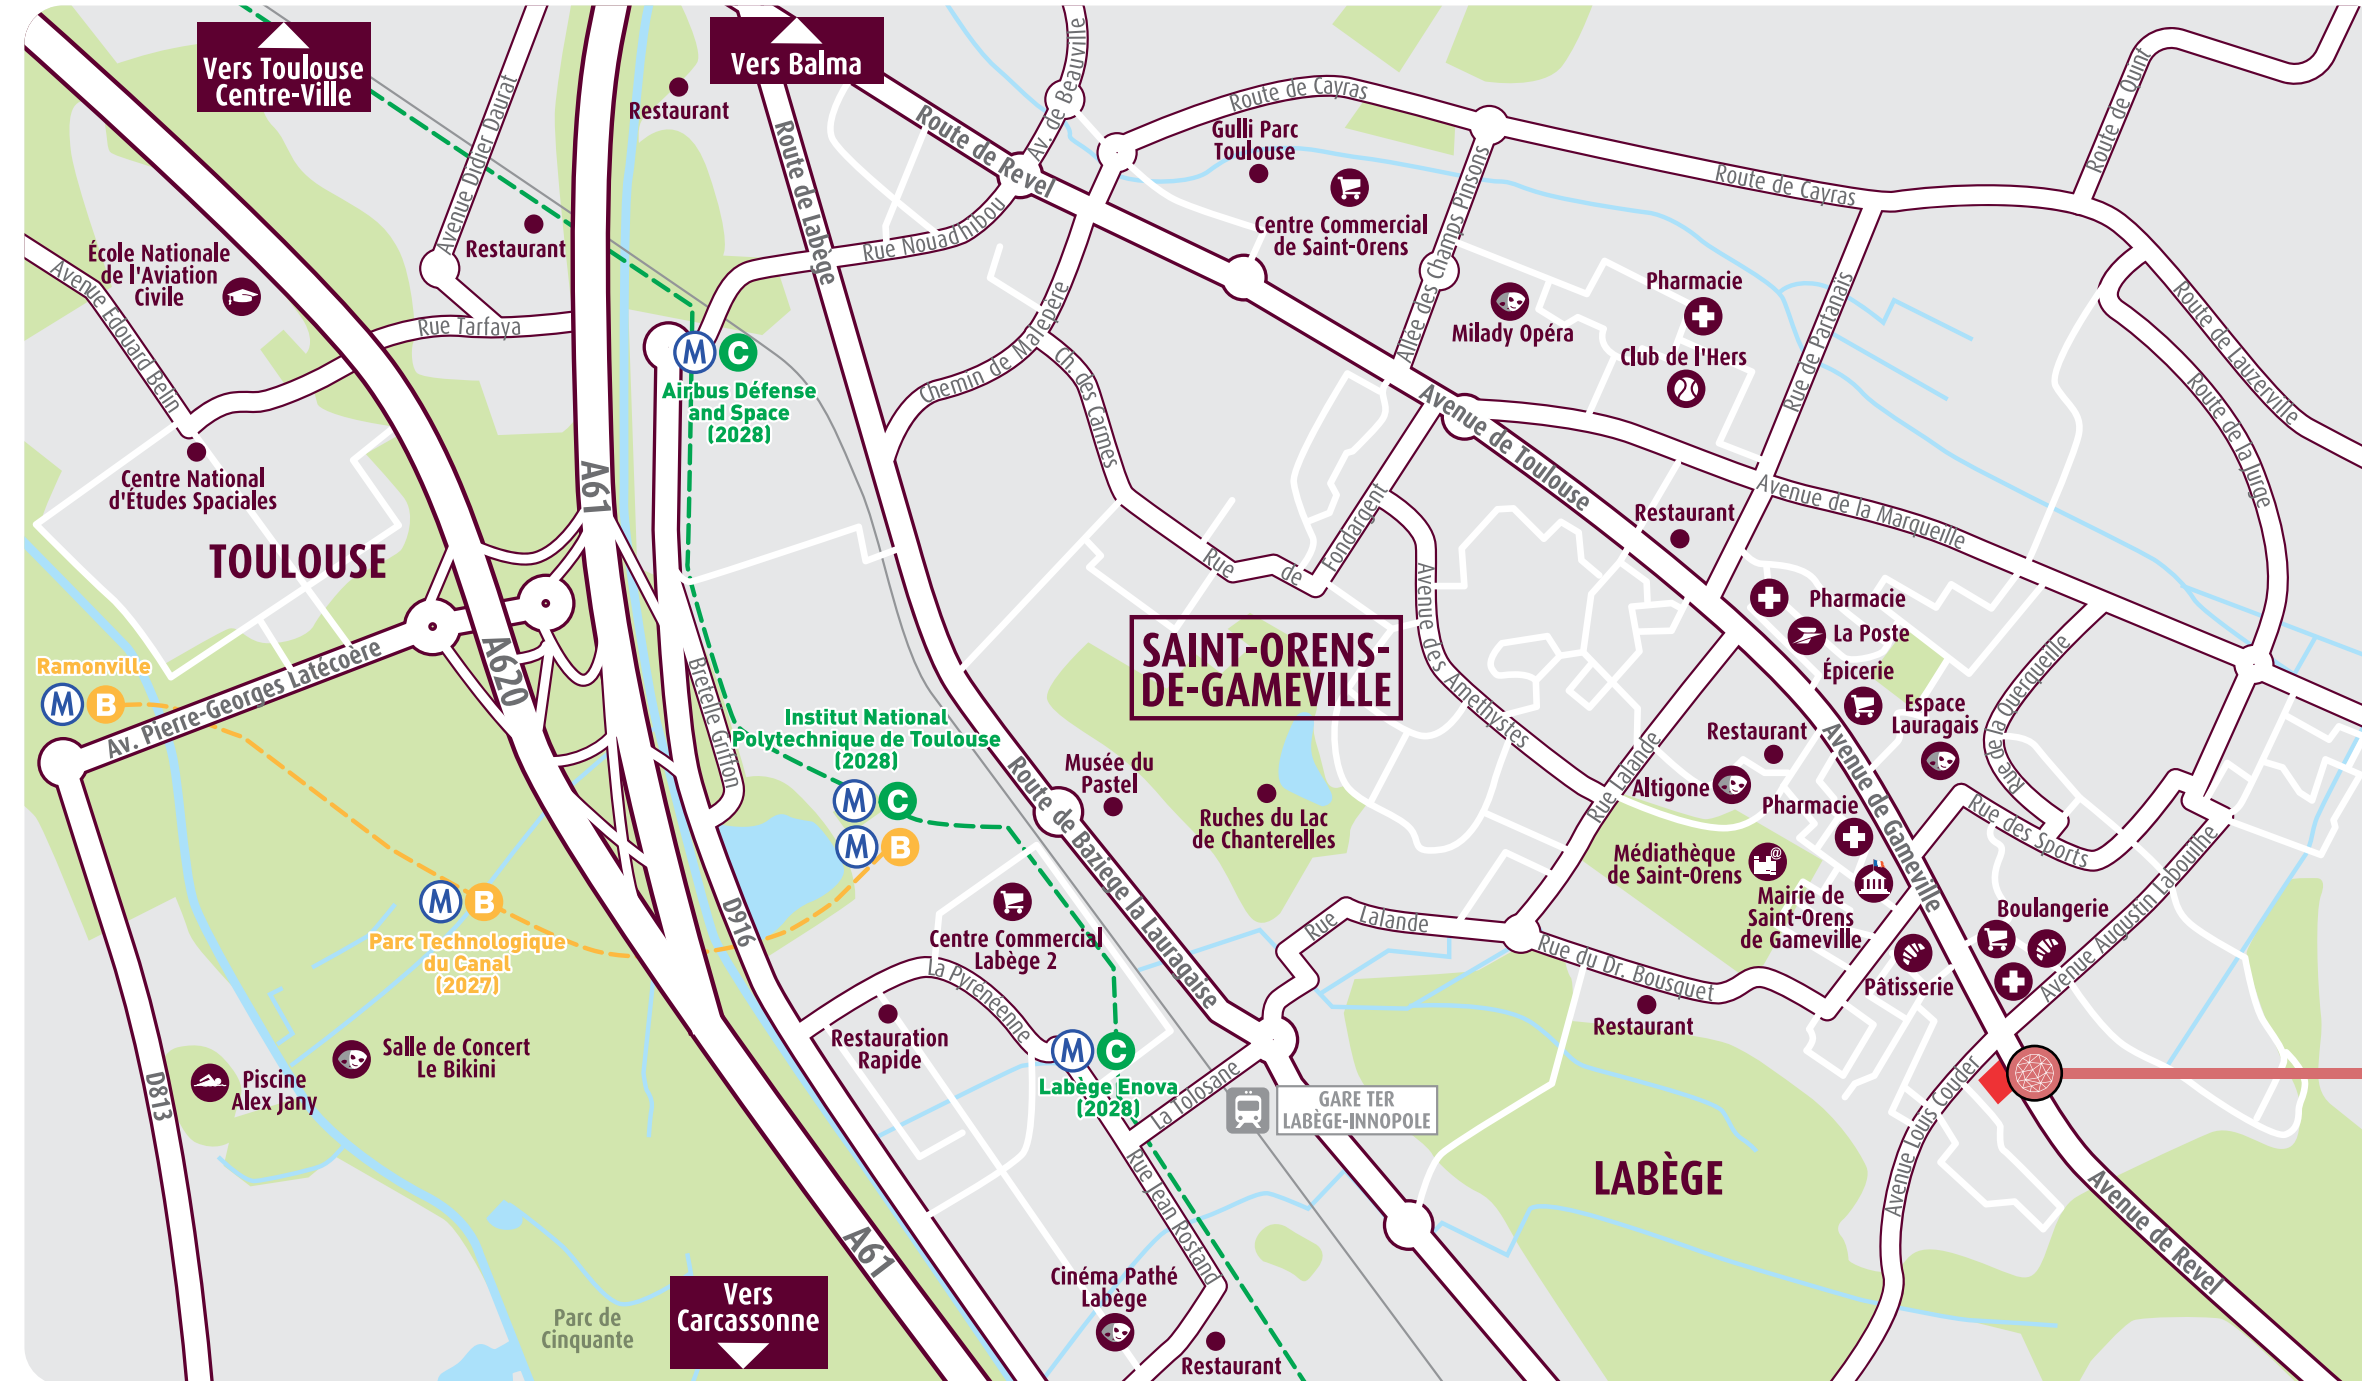 Vers Toulouse
Centre-Ville
Vers Balma
Restaurant
Avenue Didier Daurat
Route de Labège
Route de Revel
Av. de Beauville
Route de Cayras
Gulli Parc
Toulouse
Centre Commercial
de Saint-Orens
Allée des Champs Pinsons
Route de Cayras
Route de Quint
École Nationale
de l'Aviation
Civile
Restaurant
Rue Nouadhibou
Avenue Edouard Belin
Rue Tarfaya
M
C
Airbus Défense
and Space
(2028)
Chemin de Malepère
Ch. des Carmes
Milady Opéra
Pharmacie
Club de l'Hers
Rue de Partanaïs
Route de Lauzerville
Route de la Jurge
Centre National
d'Études Spaciales
A61
Avenue de Toulouse
Restaurant
Avenue de la Marqueille
TOULOUSE
Rue de Fondargent
Avenue des Amethystes
Pharmacie
La Poste
SAINT-ORENS-
DE-GAMEVILLE
Épicerie
Espace
Lauragais
Rue de la Querqueille
Ramonville
M
B
Av. Pierre-Georges Latécoère
A620
Bretelle Griffon
Institut National
Polytechnique de Toulouse
(2028)
M
C
M
B
Musée du
Pastel
Route de Baziege la Lauragaise
Ruches du Lac
de Chanterelles
Rue Lalande
Restaurant
Altigone
Pharmacie
Avenue de Gameville
Rue des Sports
Médiathèque
de Saint-Orens
@
Mairie de
Saint-Orens
de Gameville
Boulangerie
Avenue Augustin Labouilhe
Pâtisserie
M
B
Parc Technologique
du Canal
(2027)
D916
Centre Commercial
Labège 2
La Pyrénéenne
Rue Lalande
Rue du Dr. Bousquet
Restaurant
Restauration
Rapide
M
C
Labège Enova
(2028)
La Tolosane
GARE TER
LABÈGE-INNOPOLE
D813
Piscine
Alex Jany
Salle de Concert
Le Bikini
Rue Jean Rostand
LABÈGE
Avenue Louis Couder
Avenue de Revel
A61
Parc de
Cinquante
Vers
Carcassonne
Cinéma Pathé
Labège
Restaurant